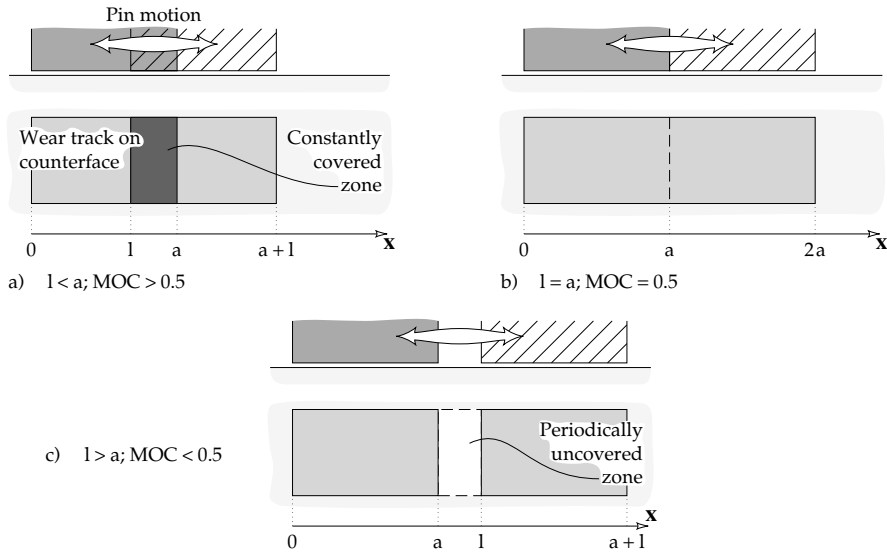 Pin motion
Wear track on
counterface
Constantly
covered
zone
0 l a a + l x
a) l < a; MOC > 0.5
0 a 2a x
b) l = a; MOC = 0.5
Periodically
uncovered
zone
c) l > a; MOC < 0.5
0 a l a + l x